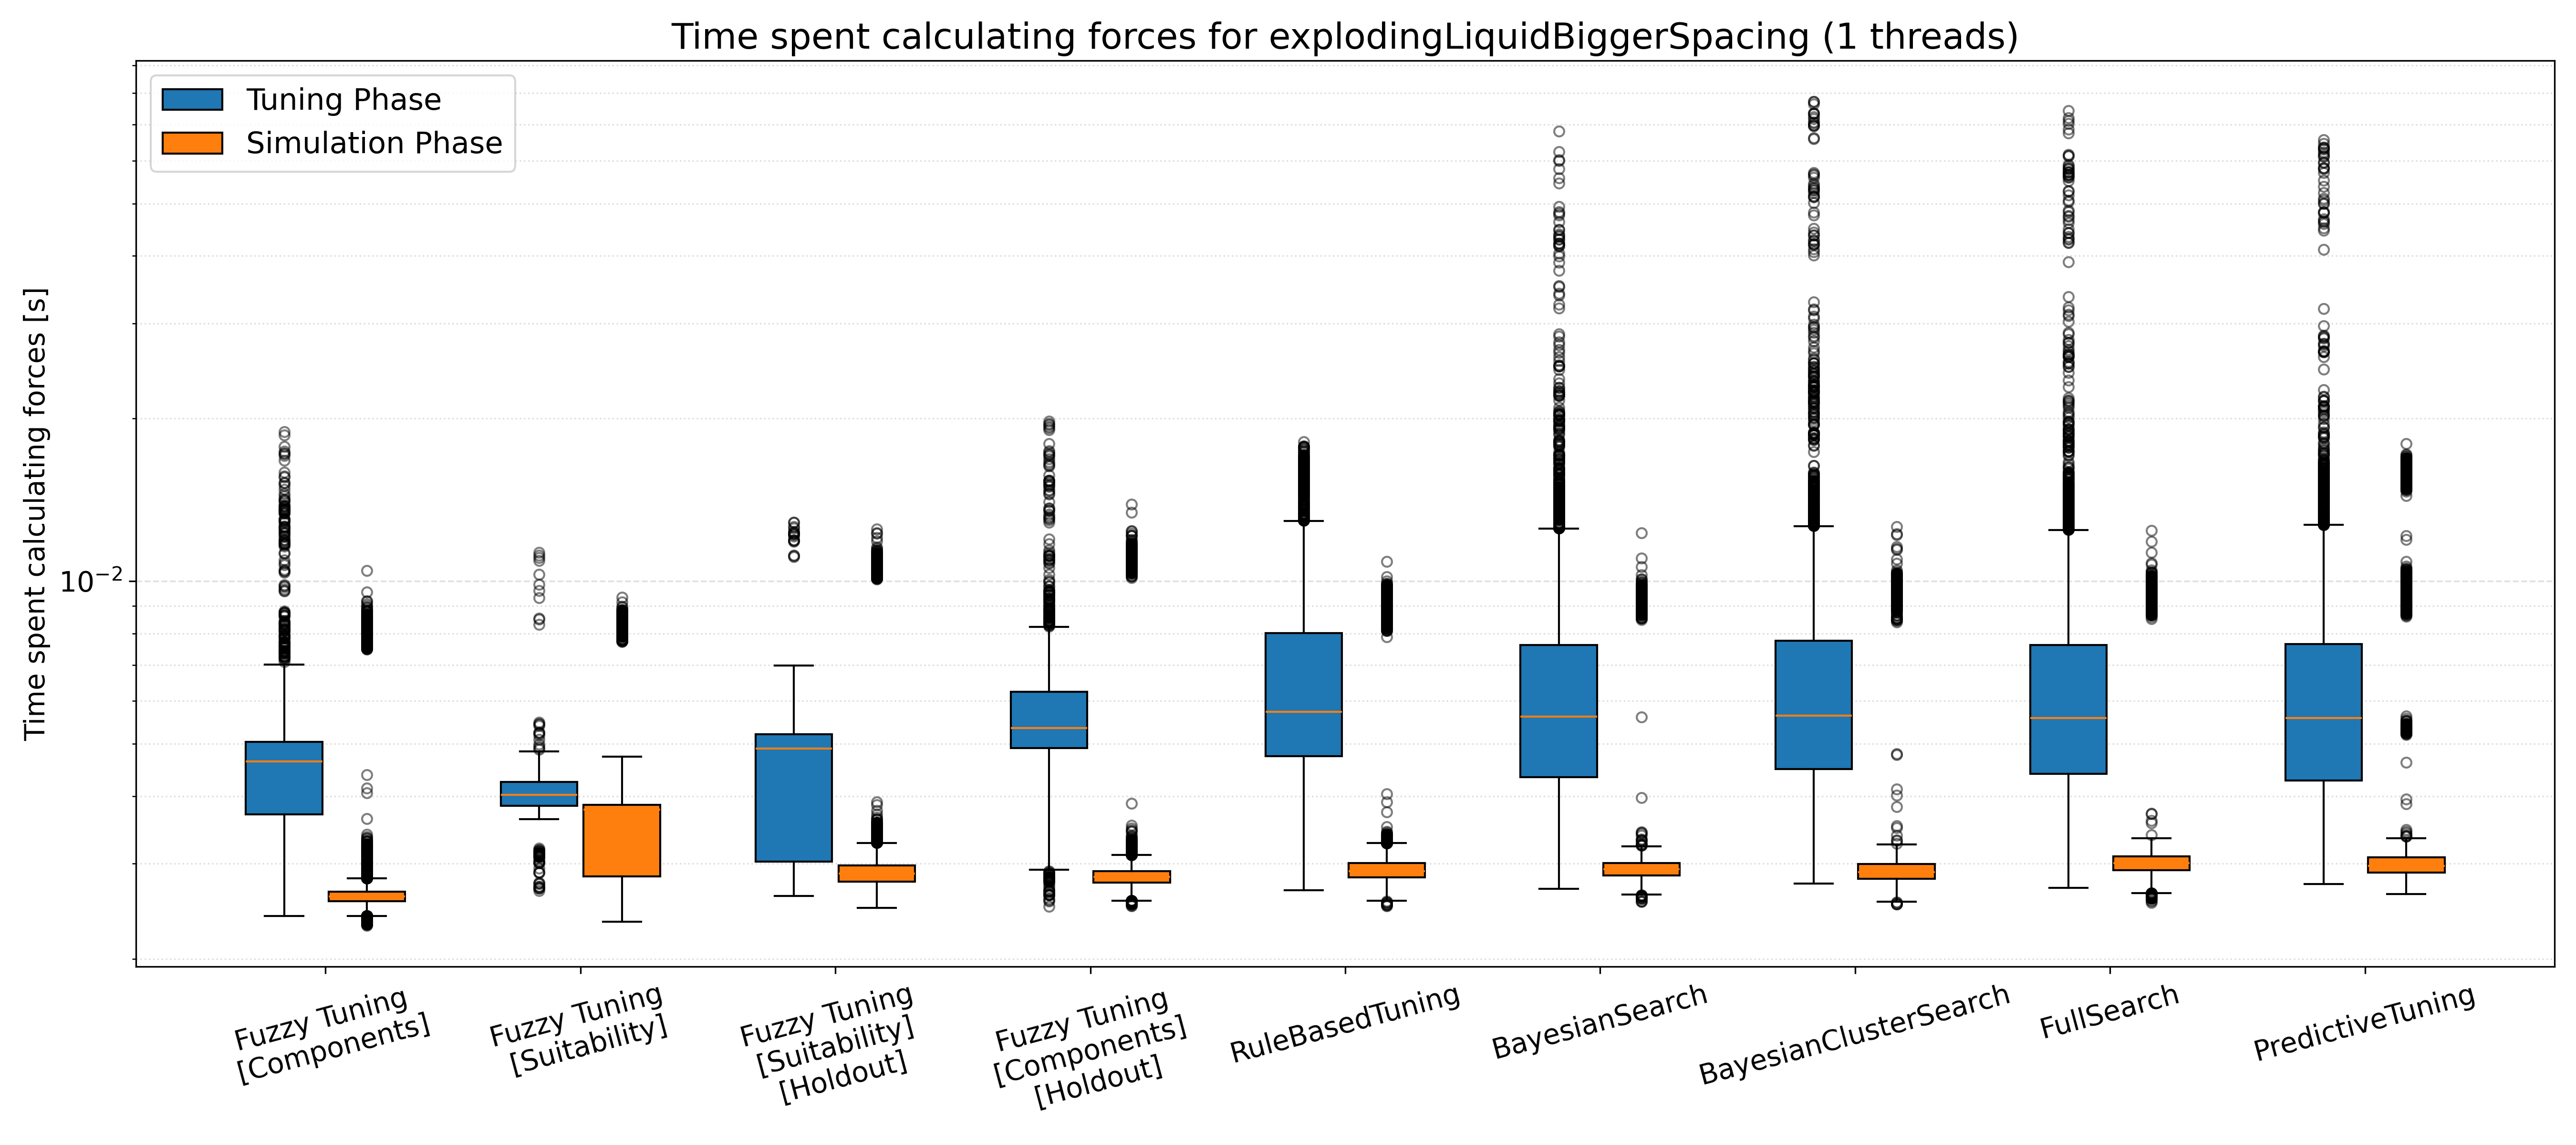 Time spent calculating forces for explodingLiquidBiggerSpacing (1 threads)
Tuning Phase
Simulation Phase
Time spent calculating forces [s]
10⁻²
Fuzzy Tuning
[Components]
Fuzzy Tuning
[Suitability]
Fuzzy Tuning
[Suitability]
[Holdout]
Fuzzy Tuning
[Components]
[Holdout]
RuleBasedTuning
BayesianSearch
BayesianClusterSearch
FullSearch
PredictiveTuning